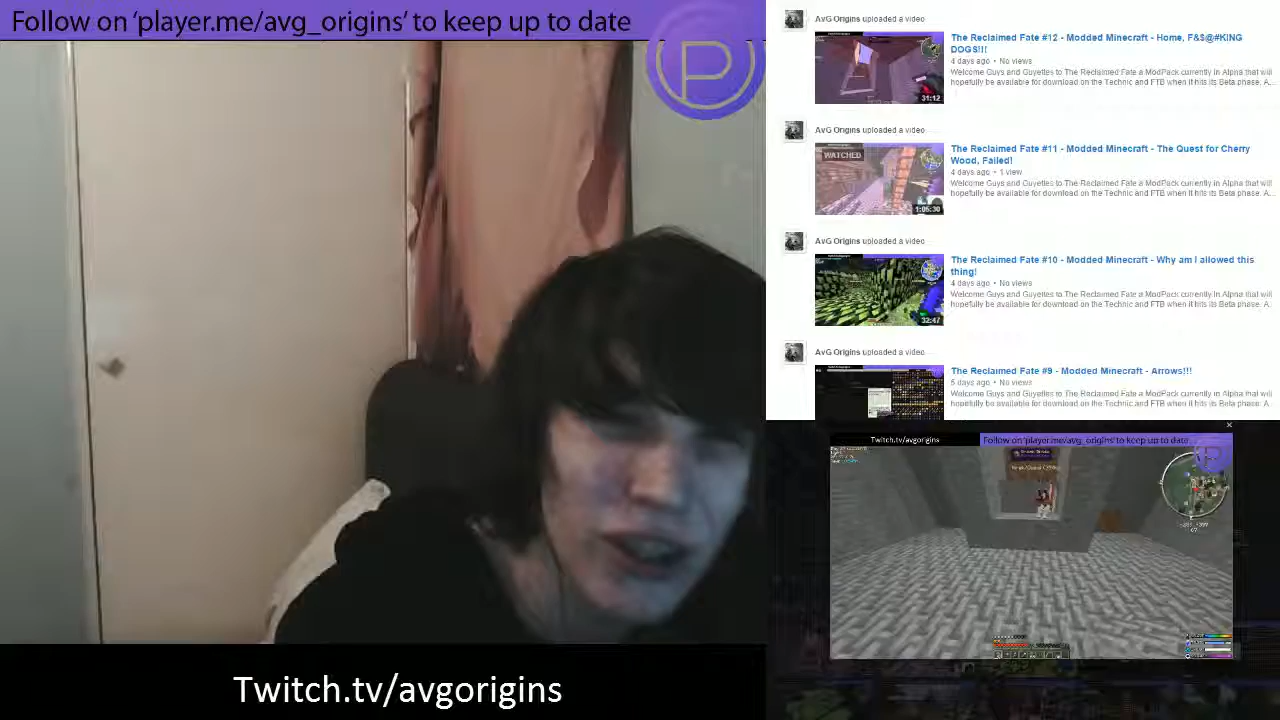 Follow on 'player.me/avg_origins' to keep up to date
P
Twitch.tv/avgorigins
AvG Origins uploaded a video
The Reclaimed Fate #12 - Modded Minecraft - Home, F&$@#KING
DOGS!!!
4 days ago • No views
Welcome Guys and Guyettes to The Reclaimed Fate a ModPack currently in Alpha that will
hopefully be available for download on the Technic and FTB when it hits its Beta phase. A...
31:12
AvG Origins uploaded a video
WATCHED
The Reclaimed Fate #11 - Modded Minecraft - The Quest for Cherry
Wood, Failed!
4 days ago • 1 view
Welcome Guys and Guyettes to The Reclaimed Fate a ModPack currently in Alpha that will
hopefully be available for download on the Technic and FTB when it hits its Beta phase. A...
1:05:30
AvG Origins uploaded a video
The Reclaimed Fate #10 - Modded Minecraft - Why am I allowed this
thing!
4 days ago • No views
Welcome Guys and Guyettes to The Reclaimed Fate a ModPack currently in Alpha that will
hopefully be available for download on the Technic and FTB when it hits its Beta phase. A...
32:47
AvG Origins uploaded a video
The Reclaimed Fate #9 - Modded Minecraft - Arrows!!!
5 days ago • No views
Welcome Guys and Guyettes to The Reclaimed Fate a ModPack currently in Alpha that will
hopefully be available for download on the Technic and FTB when it hits its Beta phase. A...
Twitch.tv/avgorigins
Follow on 'player.me/avg_origins' to keep up to date